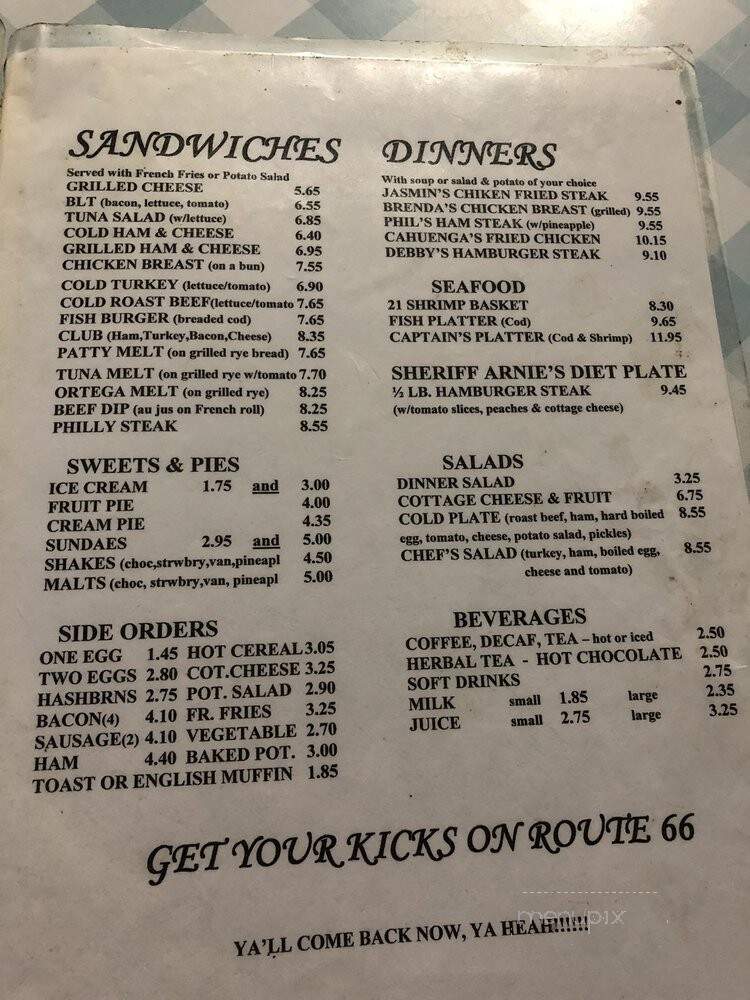 SANDWICHES
Served with French Fries or Potato Salad
GRILLED CHEESE 5.65
BLT (bacon, lettuce, tomato) 6.55
TUNA SALAD (w/lettuce) 6.85
COLD HAM & CHEESE 6.40
GRILLED HAM & CHEESE 6.95
CHICKEN BREAST (on a bun) 7.55
COLD TURKEY (lettuce/tomato) 6.90
COLD ROAST BEEF(lettuce/tomato 7.65
FISH BURGER (breaded cod) 7.65
CLUB (Ham,Turkey,Bacon,Cheese) 8.35
PATTY MELT (on grilled rye bread) 7.65
TUNA MELT (on grilled rye w/tomato 7.70
ORTEGA MELT (on grilled rye) 8.25
BEEF DIP (au jus on French roll) 8.25
PHILLY STEAK 8.55
SWEETS & PIES
ICE CREAM 1.75 and 3.00
FRUIT PIE 4.00
CREAM PIE 4.35
SUNDAES 2.95 and 5.00
SHAKES (choc,strwbry,van,pineapl 4.50
MALTS (choc, strwbry,van, pineapl 5.00
SIDE ORDERS
ONE EGG 1.45 HOT CEREAL 3.05
TWO EGGS 2.80 COT.CHEESE 3.25
HASHBRNS 2.75 POT. SALAD 2.90
BACON(4) 4.10 FR. FRIES 3.25
SAUSAGE(2) 4.10 VEGETABLE 2.70
HAM 4.40 BAKED POT. 3.00
TOAST OR ENGLISH MUFFIN 1.85
DINNERS
With soup or salad & potato of your choice
JASMIN'S CHIKEN FRIED STEAK 9.55
BRENDA'S CHICKEN BREAST (grilled) 9.55
PHIL'S HAM STEAK (w/pineapple) 9.55
CAHUENGA'S FRIED CHICKEN 10.15
DEBBY'S HAMBURGER STEAK 9.10
SEAFOOD
21 SHRIMP BASKET 8.30
FISH PLATTER (Cod) 9.65
CAPTAIN'S PLATTER (Cod & Shrimp) 11.95
SHERIFF ARNIE'S DIET PLATE
½ LB. HAMBURGER STEAK 9.45
(w/tomato slices, peaches & cottage cheese)
SALADS
DINNER SALAD 3.25
COTTAGE CHEESE & FRUIT 6.75
COLD PLATE (roast beef, ham, hard boiled 8.55
egg, tomato, cheese, potato salad, pickles)
CHEF'S SALAD (turkey, ham, boiled egg, 8.55
cheese and tomato)
BEVERAGES
COFFEE, DECAF, TEA – hot or iced 2.50
HERBAL TEA - HOT CHOCOLATE 2.50
SOFT DRINKS 2.75
MILK small 1.85 large 2.35
JUICE small 2.75 large 3.25
GET YOUR KICKS ON ROUTE 66
menupix
YA'LL COME BACK NOW, YA HEAH!!!!!!